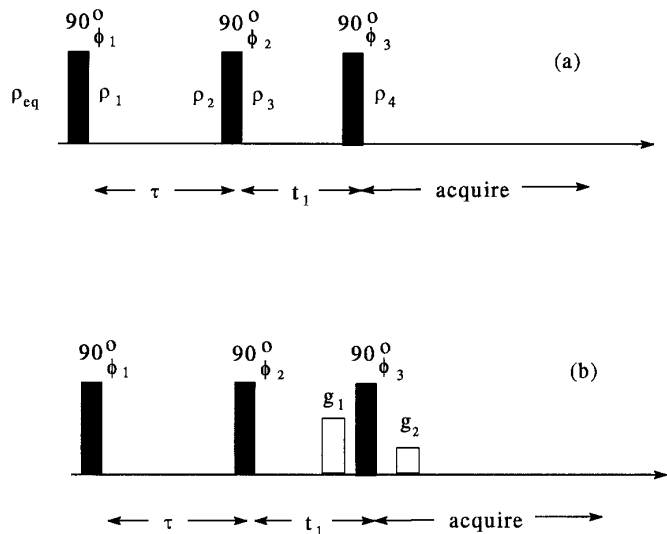 90°φ₁ 90°φ₂ 90°φ₃
(a)
ρeq ρ₁ ρ₂ ρ₃ ρ₄
τ t₁ acquire
90°φ₁ 90°φ₂ 90°φ₃
(b)
g₁ g₂
τ t₁ acquire